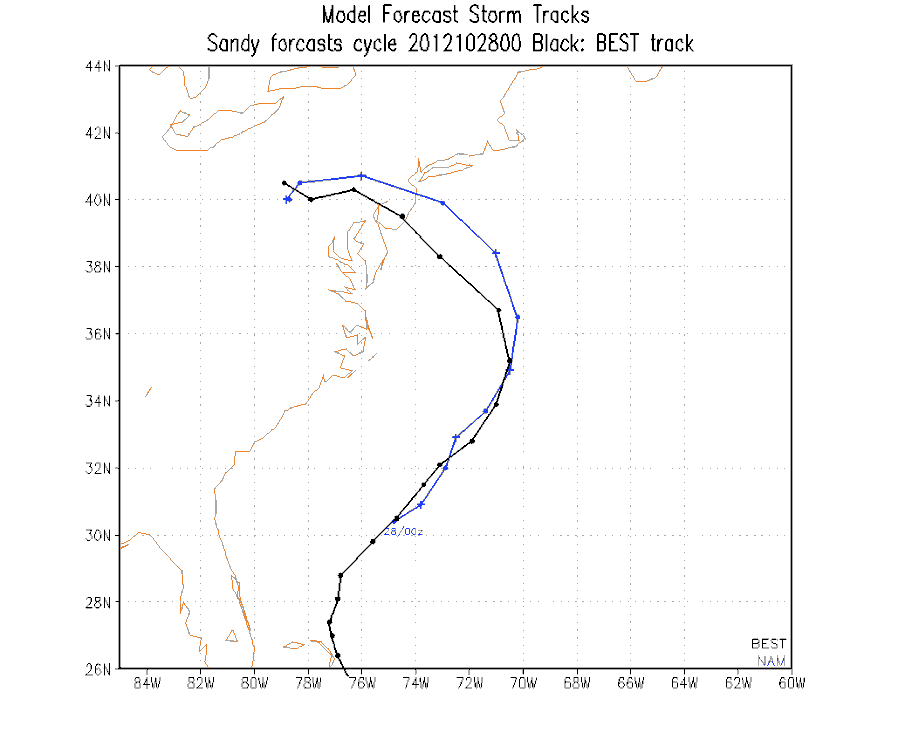 Model Forecast Storm Tracks
Sandy forcasts cycle 2012102800 Black: BEST track
44N
42N
40N
38N
36N
34N
32N
30N
28N
26N
28/00z
BEST
NAM
84W 82W 80W 78W 76W 74W 72W 70W 68W 66W 64W 62W 60W